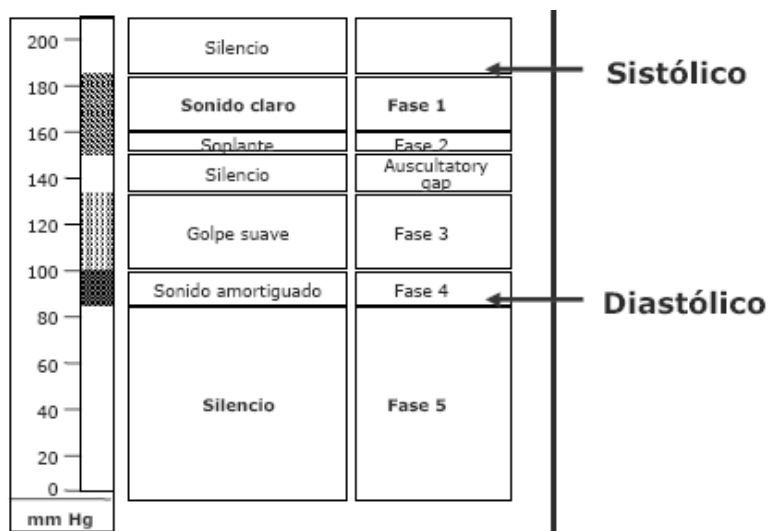 200
Silencio
Sistólico
180
Sonido claro
Fase 1
160
Soplante
Fase 2
Auscultatory
gap
140
Silencio
120
Golpe suave
Fase 3
100
Sonido amortiguado
Fase 4
Diastólico
80
60
40
Silencio
Fase 5
20
0
mm Hg